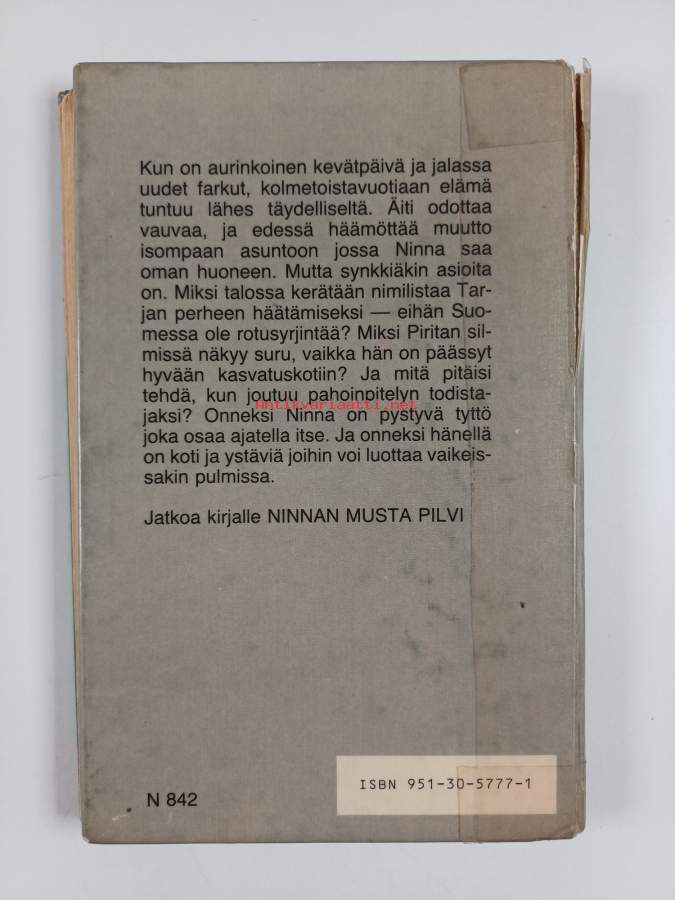 Kun on aurinkoinen kevätpäivä ja jalassa
uudet farkut, kolmetoistavuotiaan elämä
tuntuu lähes täydelliseltä. Äiti odottaa
vauvaa, ja edessä häämöttää muutto
isompaan asuntoon jossa Ninna saa
oman huoneen. Mutta synkkiäkin asioita
on. Miksi talossa kerätään nimilistaa Tar-
jan perheen häätämiseksi — eihän Suo-
messa ole rotusyrjintää? Miksi Piritan sil-
missä näkyy suru, vaikka hän on päässyt
hyvään kasvatuskotiin? Ja mitä pitäisi
tehdä, kun joutuu pahoinpitelyn todista-
Antikvariaatti.net
jaksi? Onneksi Ninna on pystyvä tyttö
joka osaa ajatella itse. Ja onneksi hänellä
on koti ja ystäviä joihin voi luottaa vaikeis-
sakin pulmissa.
Jatkoa kirjalle NINNAN MUSTA PILVI
ISBN 951-30-5777-1
N 842